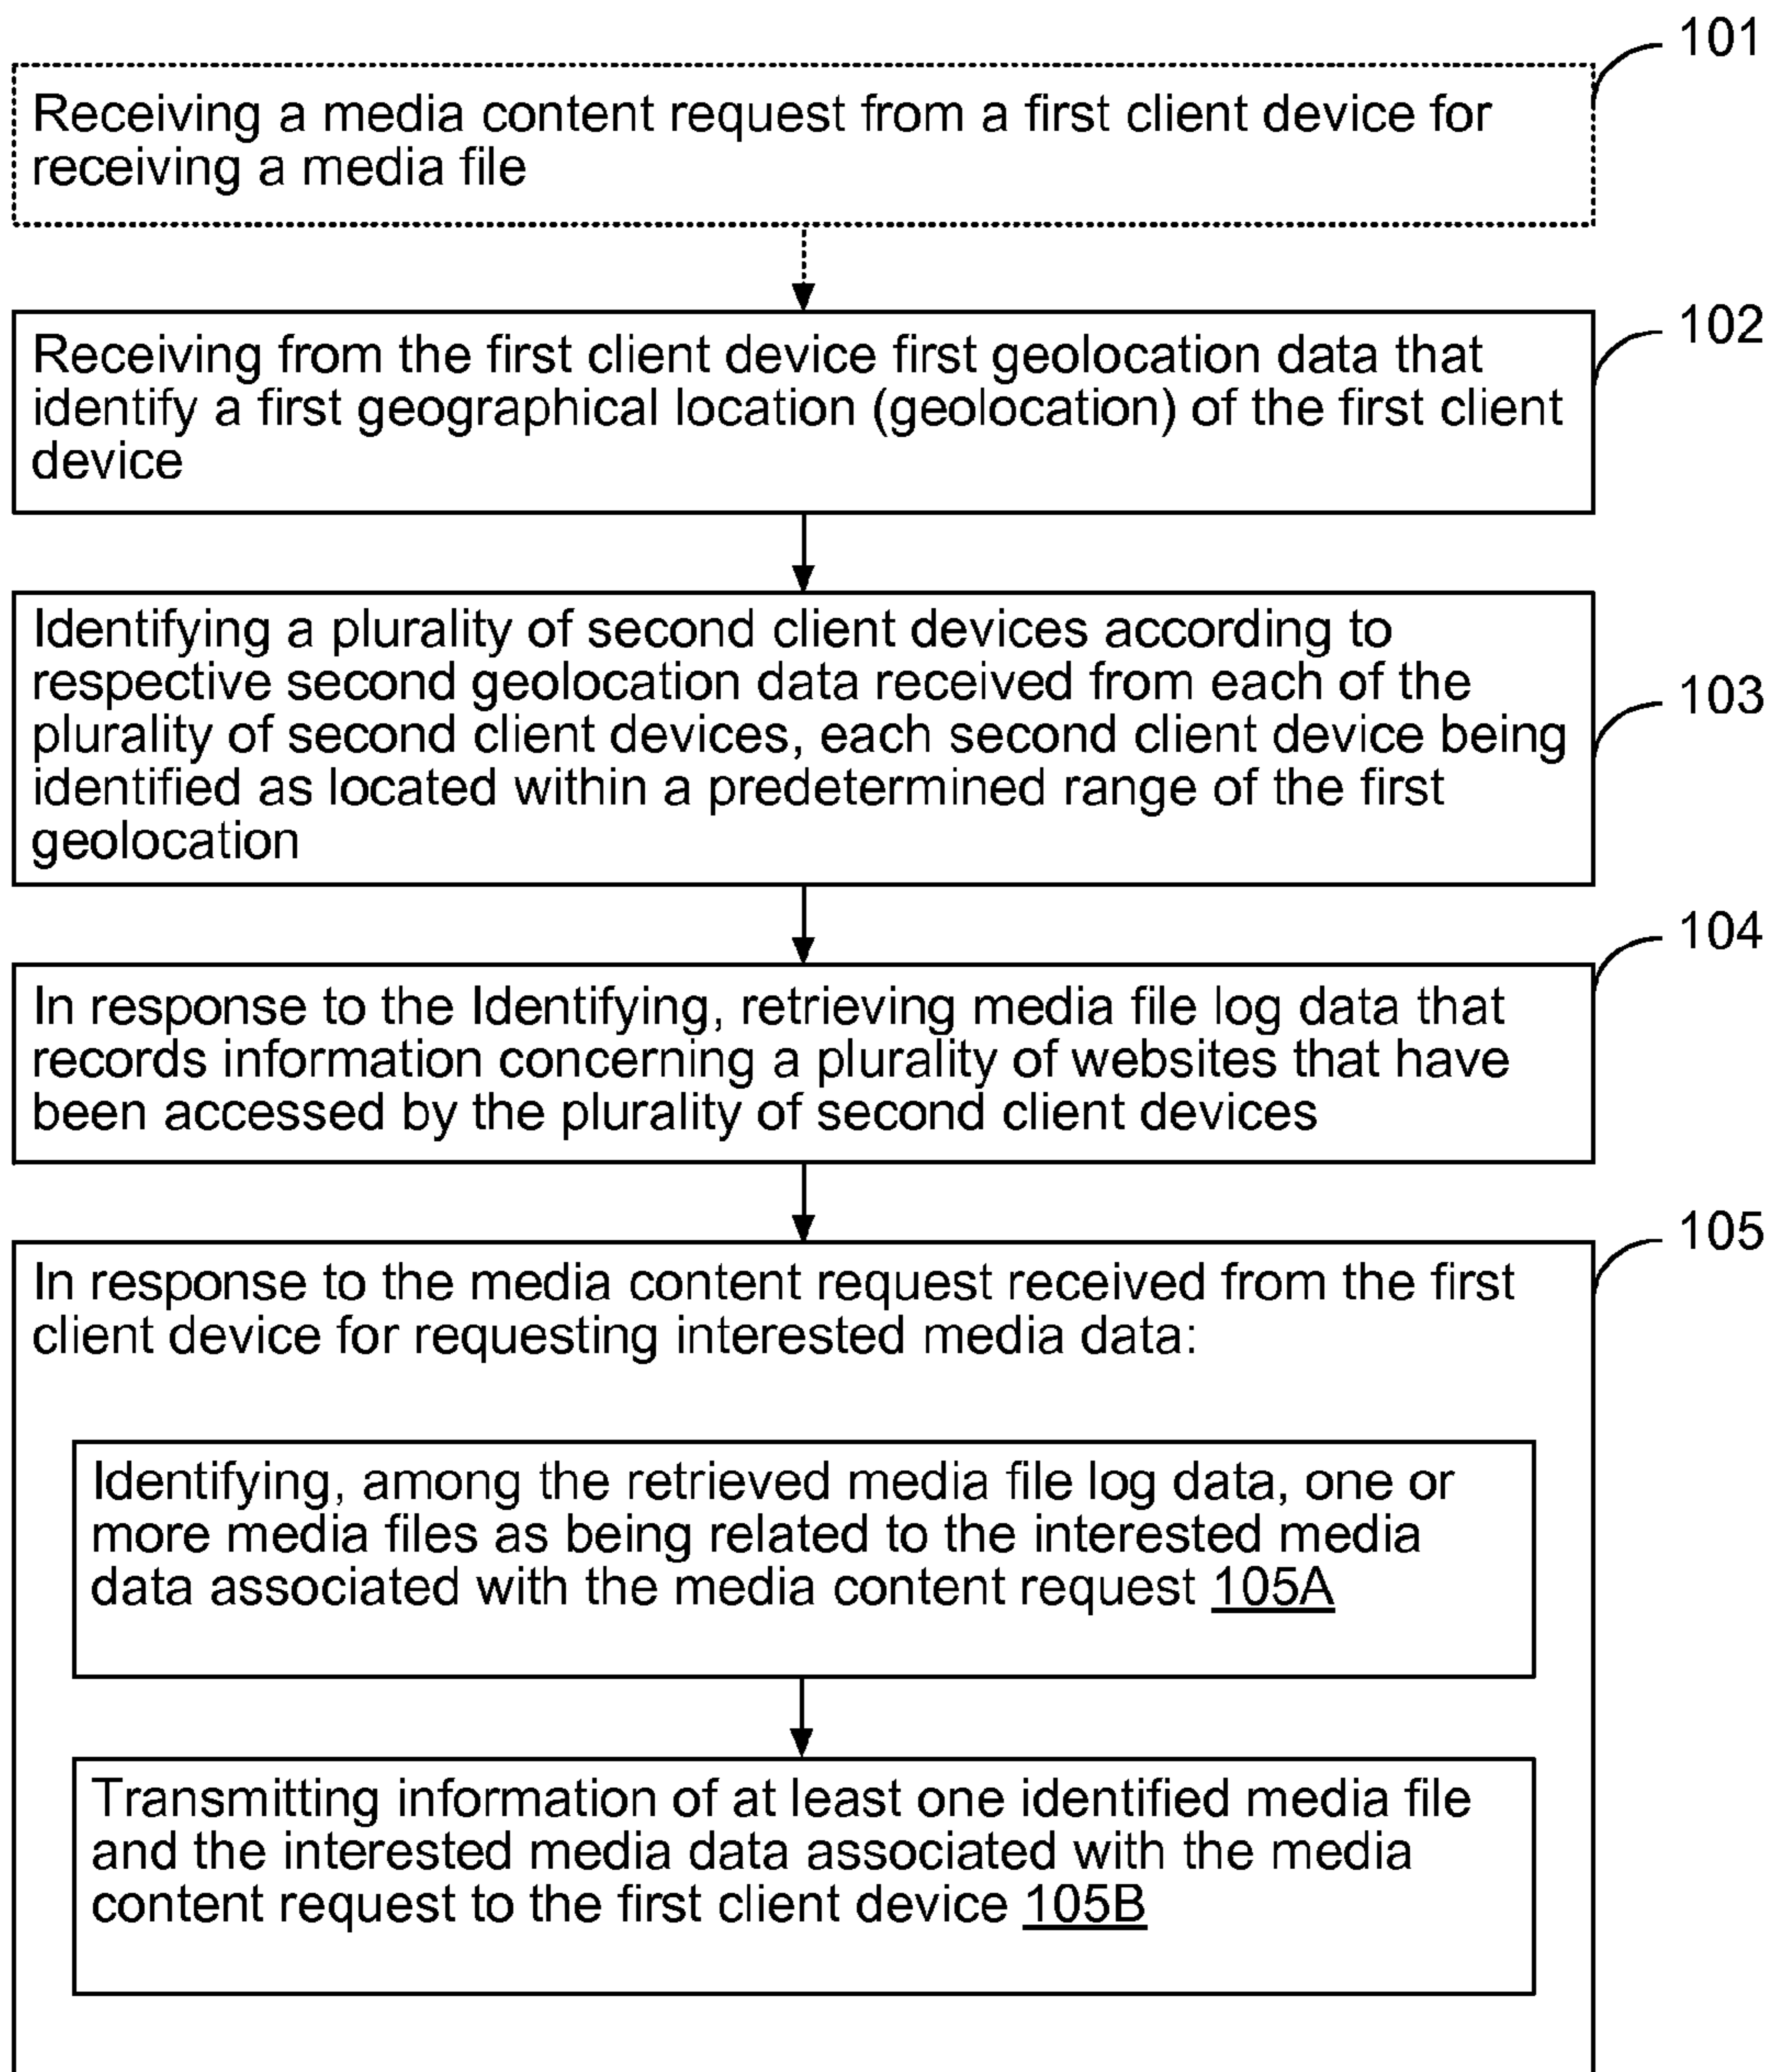 101
Receiving a media content request from a first client device for
receiving a media file
102
Receiving from the first client device first geolocation data that
identify a first geographical location (geolocation) of the first client
device
Identifying a plurality of second client devices according to
respective second geolocation data received from each of the
103
plurality of second client devices, each second client device being
identified as located within a predetermined range of the first
geolocation
104
In response to the Identifying, retrieving media file log data that
records information concerning a plurality of websites that have
been accessed by the plurality of second client devices
105
In response to the media content request received from the first
client device for requesting interested media data:
Identifying, among the retrieved media file log data, one or
more media files as being related to the interested media
data associated with the media content request 105A
Transmitting information of at least one identified media file
and the interested media data associated with the media
content request to the first client device 105B